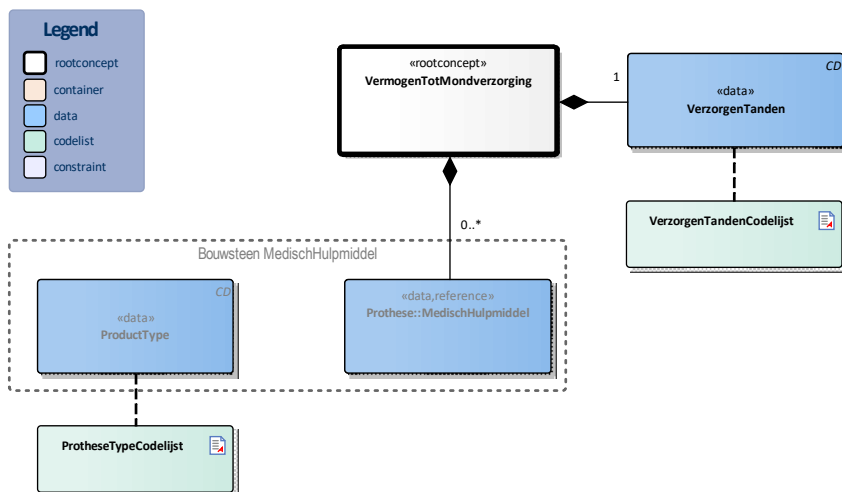 Legend
rootconcept
container
data
codelist
constraint
«rootconcept»
VermogenTotMondverzorging
1
CD
«data»
VerzorgenTanden
VerzorgenTandenCodelijst
0..*
Bouwsteen MedischHulpmiddel
CD
«data»
ProductType
«data,reference»
Prothese::MedischHulpmiddel
ProtheseTypeCodelijst